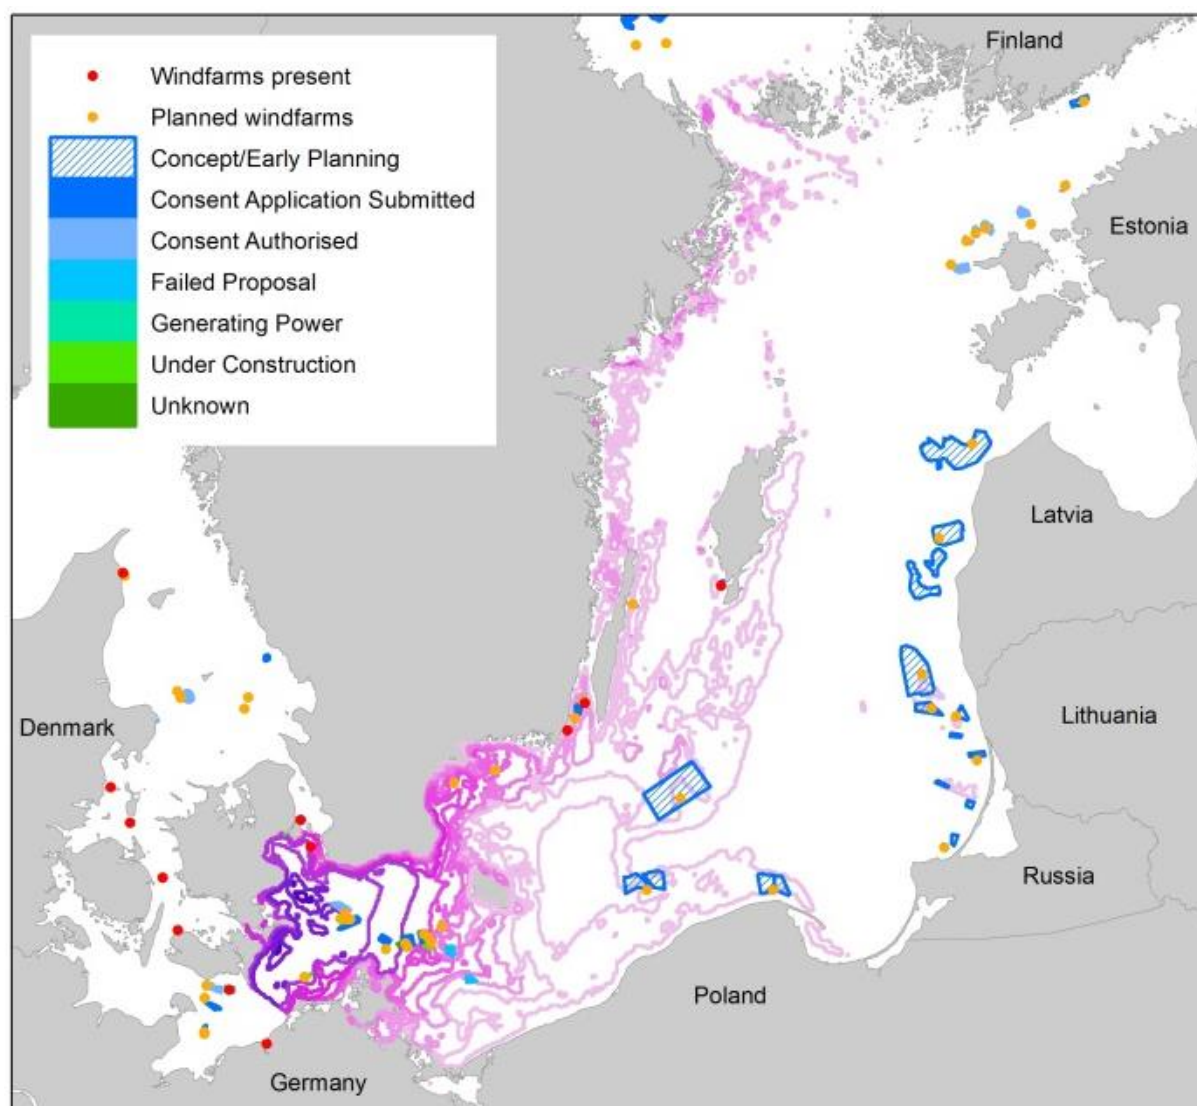 Windfarms present
Planned windfarms
Concept/Early Planning
Consent Application Submitted
Consent Authorised
Failed Proposal
Generating Power
Under Construction
Unknown
Finland
Estonia
Latvia
Denmark
Lithuania
Russia
Poland
Germany